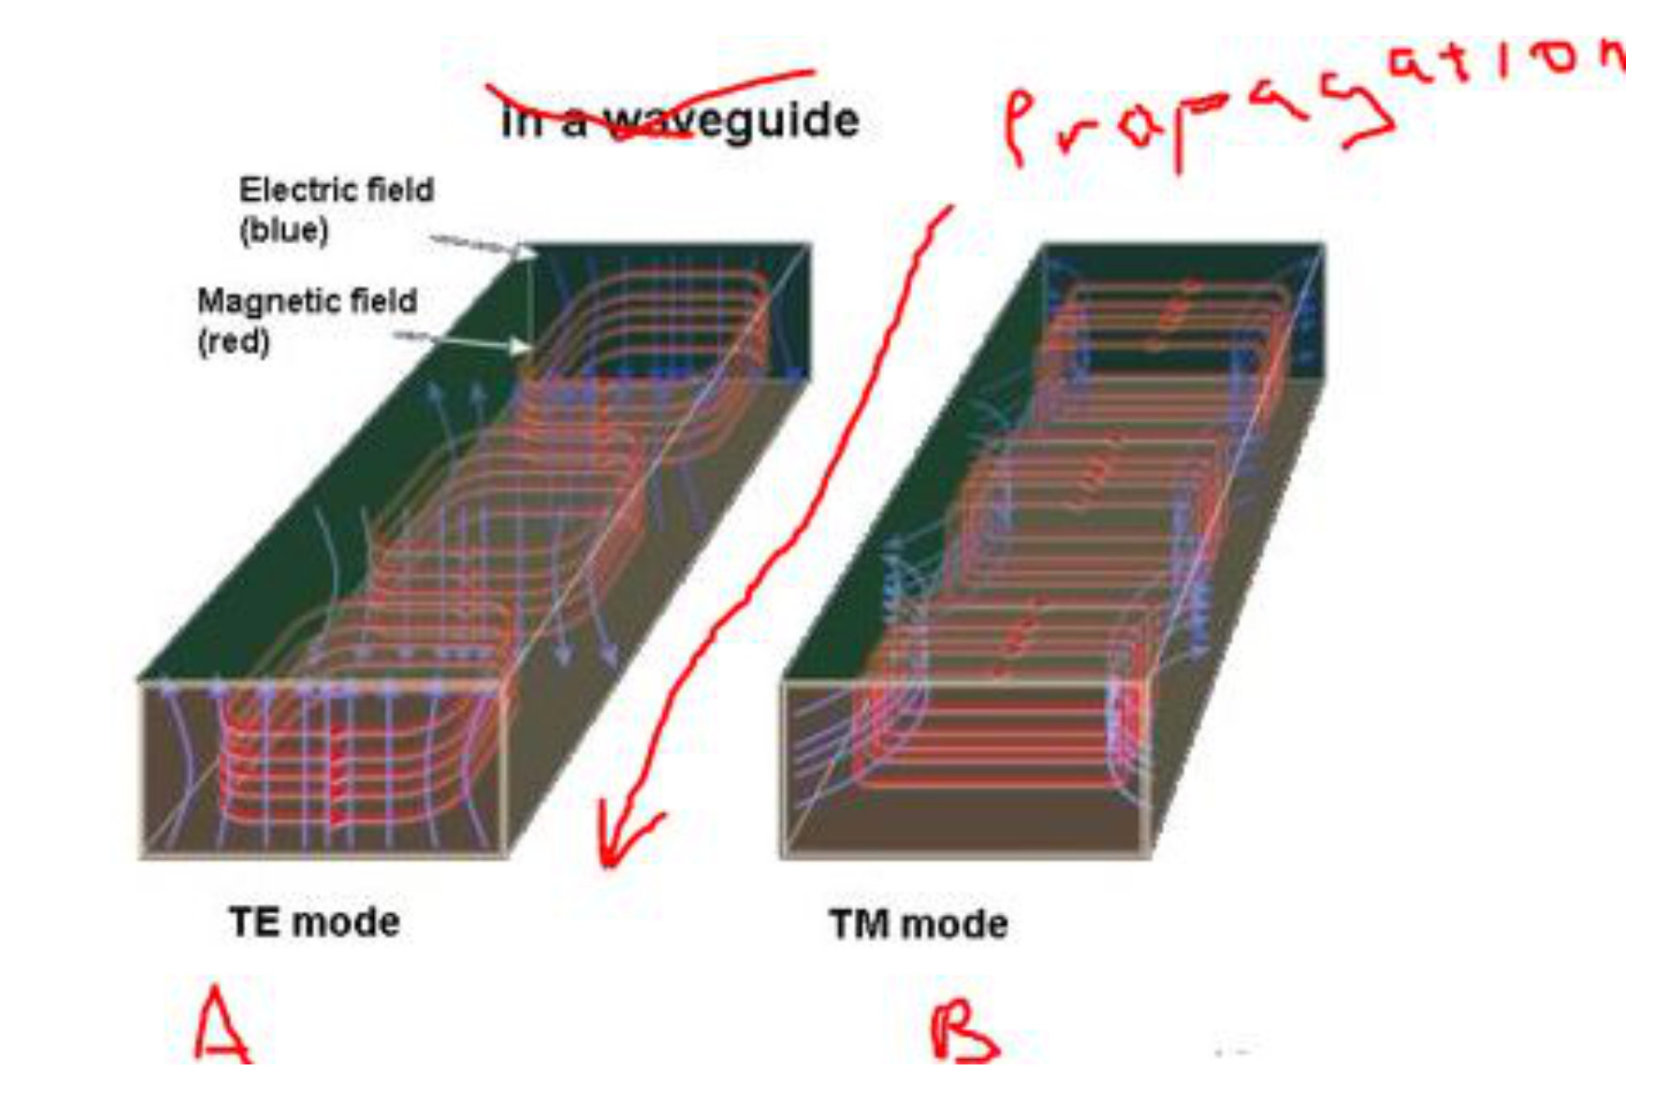 in a waveguide
Propagation
Electric field
(blue)
Magnetic field
(red)
TE mode
TM mode
A
B